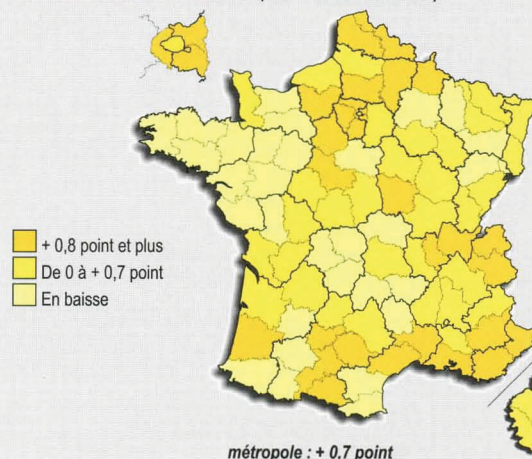 + 0,8 point et plus
De 0 à + 0,7 point
En baisse
métropole : + 0,7 point